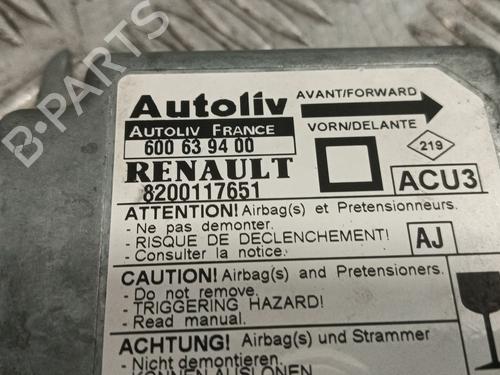 Autoliv
AVANT/FORWARD
AUTOLIV FRANCE
VORN/DELANTE
600 63 94 00
219
RENAULT
8200117651
ACU3
ATTENTION! Airbag(s) et Pretensionneurs.
- Ne pas demonter.
- RISQUE DE DECLENCHEMENT!
- Consulter la notice.
AJ
CAUTION! Airbag(s) and Pretensioners.
- Do not remove.
- TRIGGERING HAZARD!
- Read manual.
ACHTUNG! Airbag(s) und Strammer
- Nicht demontieren.
- KONNEN AUSLONEN
B-PARTS